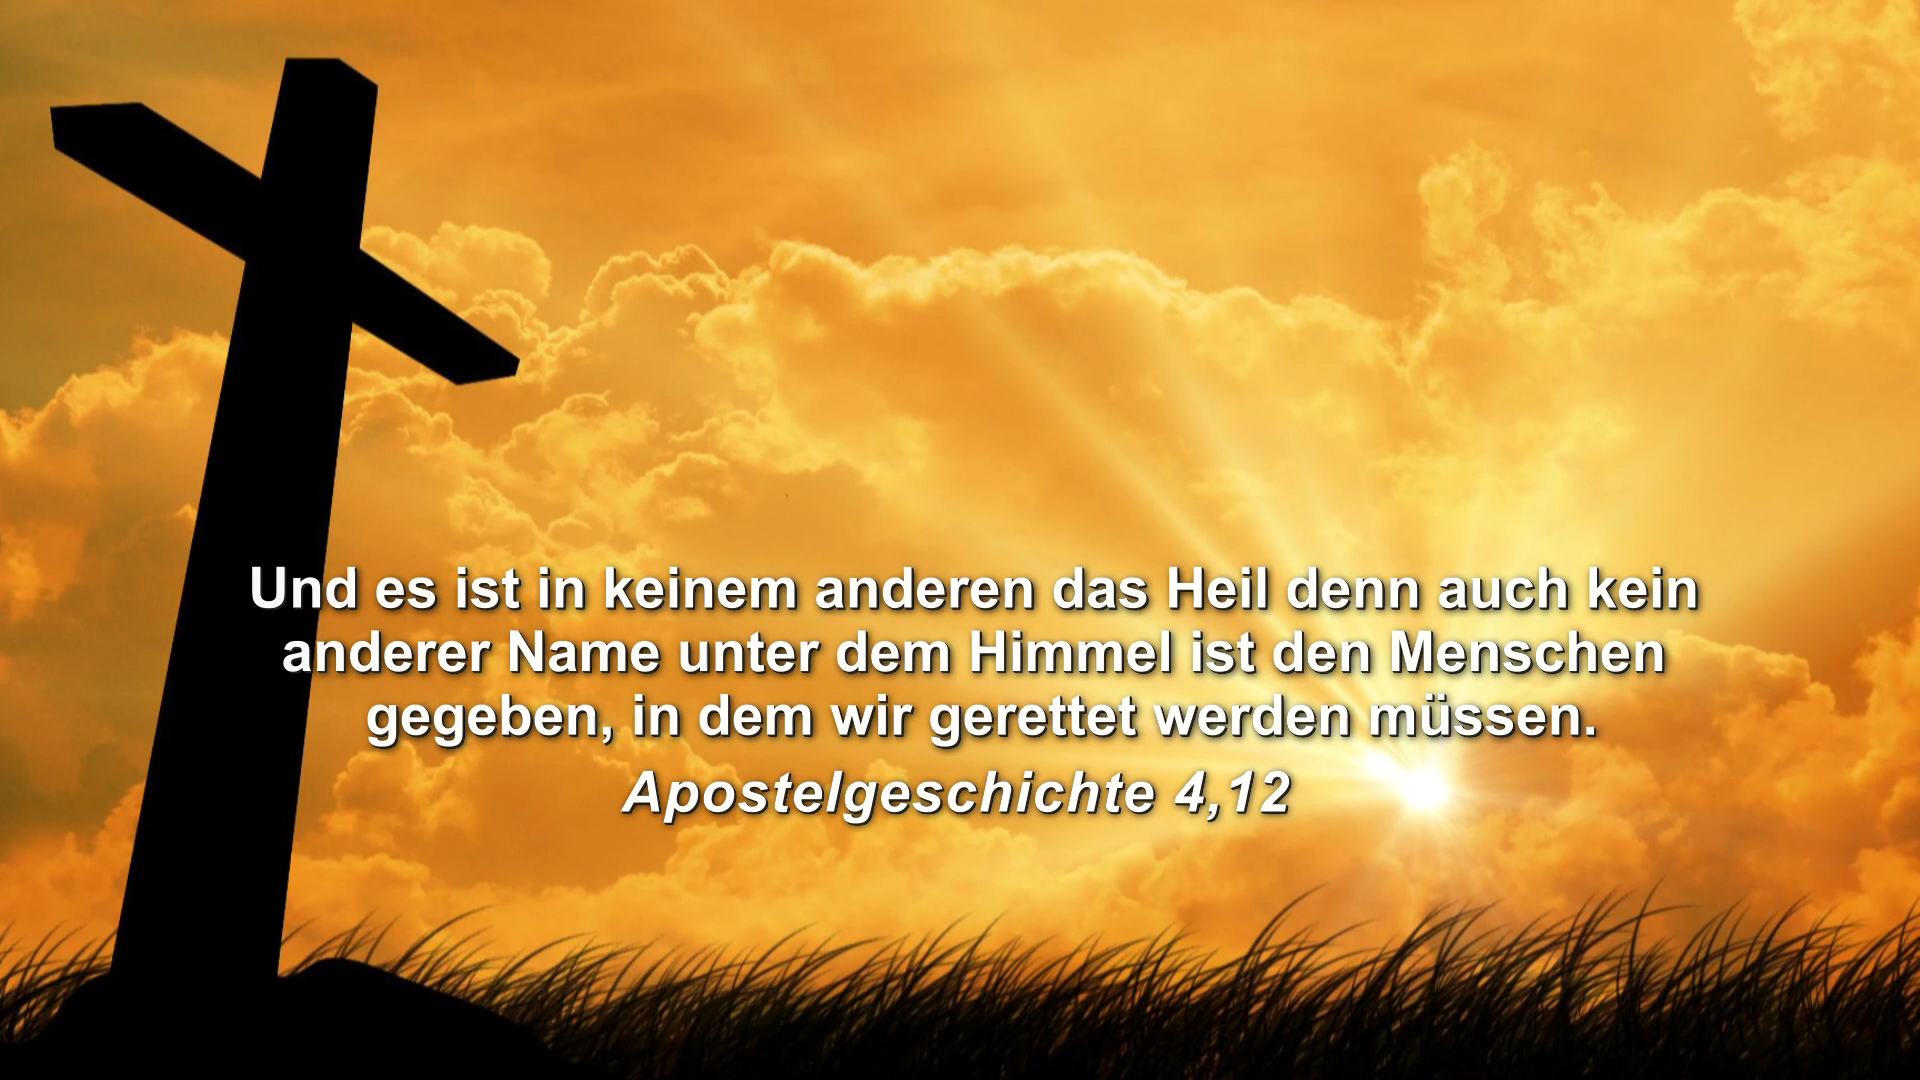 Und es ist in keinem anderen das Heil denn auch kein
anderer Name unter dem Himmel ist den Menschen
gegeben, in dem wir gerettet werden müssen.
Apostelgeschichte 4,12